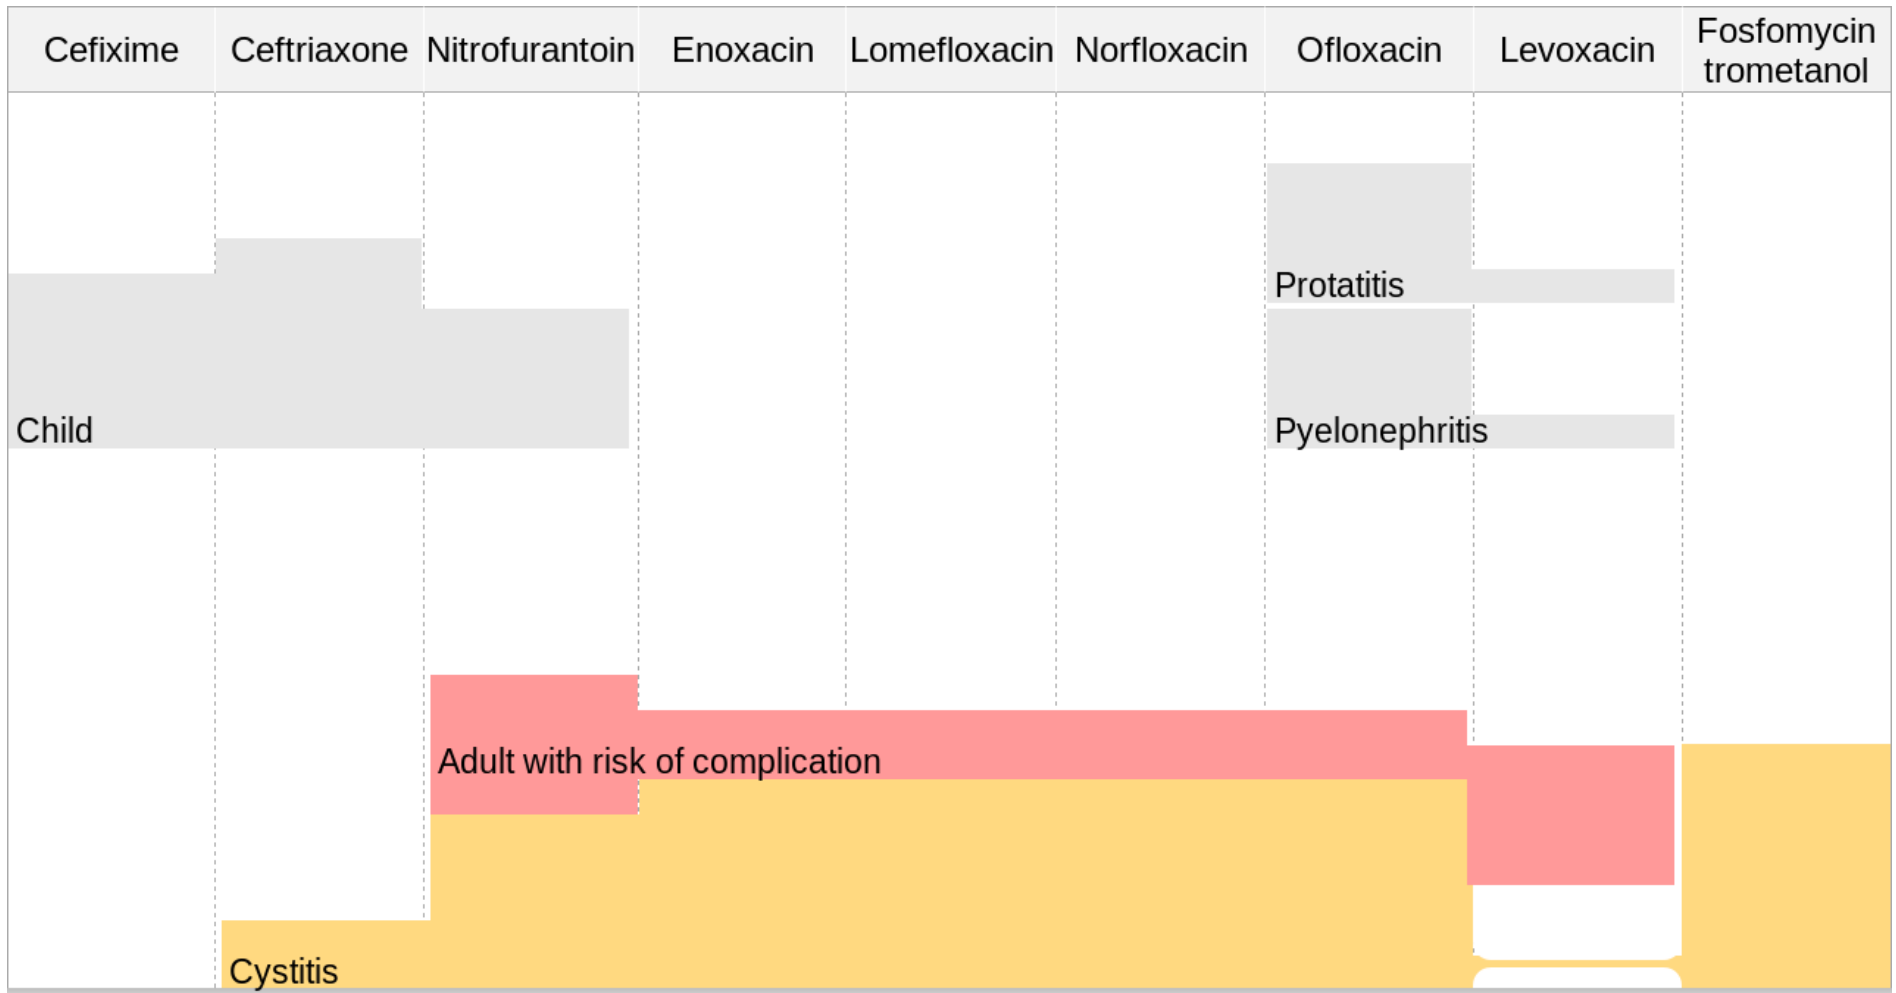 Cefixime
Ceftriaxone
Nitrofurantoin
Enoxacin
Lomefloxacin
Norfloxacin
Ofloxacin
Levoxacin
Fosfomycin
trometanol
Protatitis
Child
Pyelonephritis
Adult with risk of complication
Cystitis